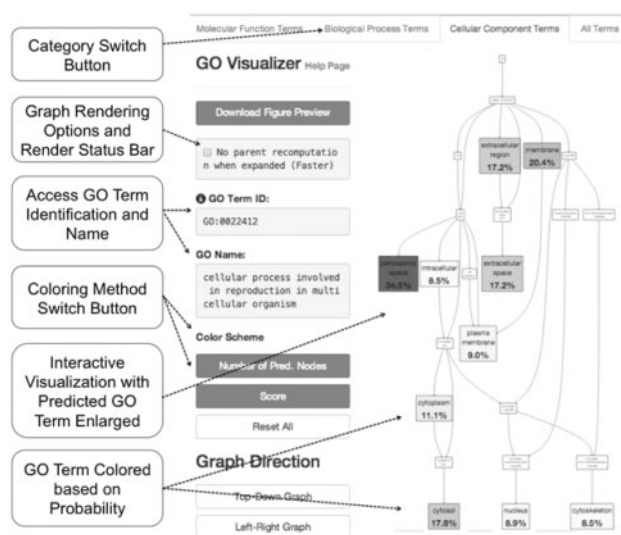 Molecular Function Terms
Biological Process Terms
Cellular Component Terms
All Terms
Category Switch
Button
Graph Rendering
Options and
Render Status Bar
Access GO Term
Identification and
Name
Coloring Method
Switch Button
Interactive
Visualization with
Predicted GO
Term Enlarged
GO Term Colored
based on
Probability
GO Visualizer Help Page
Download Figure Preview
No parent recomputatio
n when expanded (Faster)
GO Term ID:
GO:0022412
GO Name:
cellular process involved
in reproduction in multi
cellular organism
Color Scheme
Number of Pred. Nodes
Score
Reset All
Graph Direction
Top-Down Graph
Left-Right Graph
extracellular
region
17.2%
membrane
20.4%
periplasmic
space
intracellular
8.5%
extracellular
space
17.2%
plasma
membrane
9.0%
cytoplasm
11.1%
cytosol
17.8%
nucleus
8.9%
cytoskeleton
8.5%